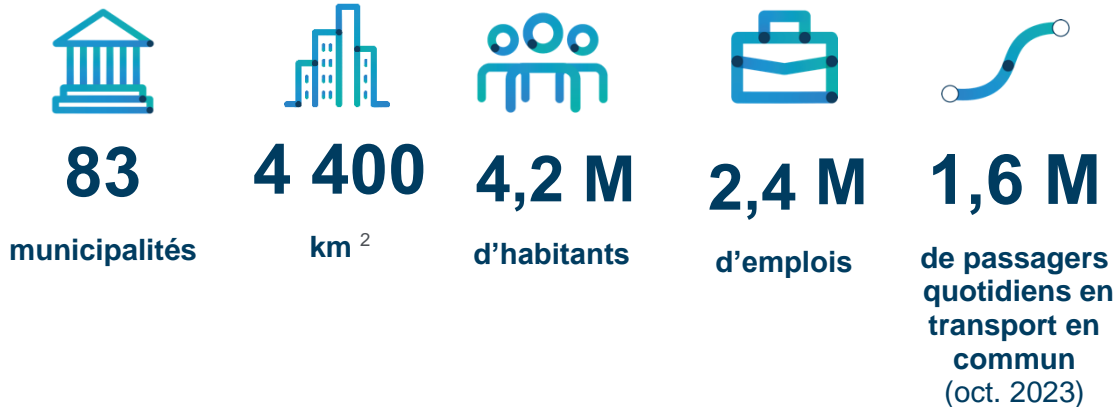 83
municipalités
4 400
km ²
4,2 M
d’habitants
2,4 M
d’emplois
1,6 M
de passagers
quotidiens en
transport en
commun
(oct. 2023)